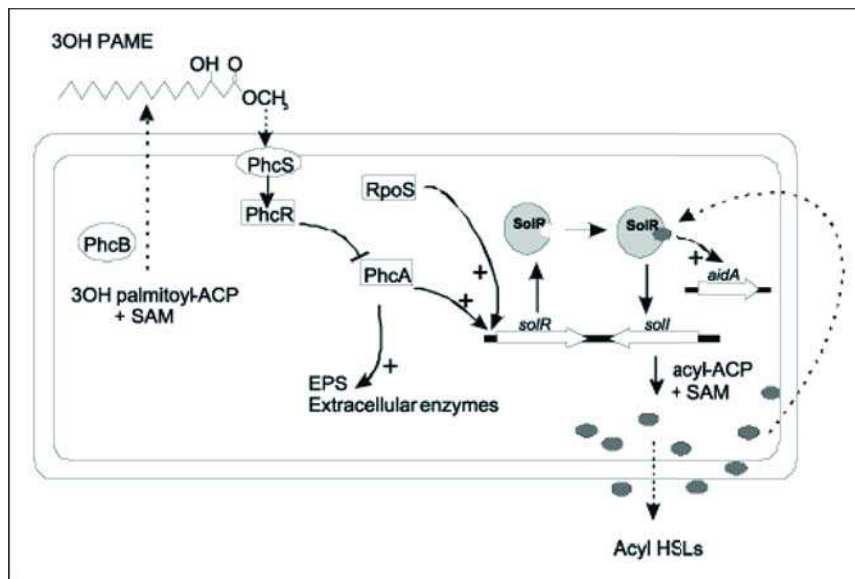 3OH PAME
OH
O
OCH3
PhcS
PhcR
RpoS
SolR
SolR
PhcB
PhcA
+
+
+
aidA
3OH palmitoyl-ACP
+ SAM
solR
solI
+
EPS
Extracellular enzymes
acyl-ACP
+ SAM
Acyl HSLs